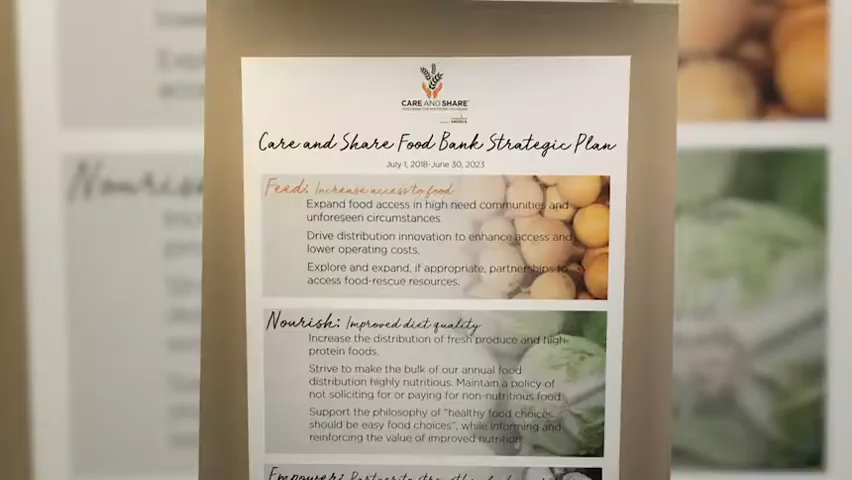 CARE AND SHARE
Care and Share Food Bank Strategic Plan
July 1, 2018-June 30, 2023
Feed: Increase access to food
Expand food access in high need communities and
unforeseen circumstances.
Drive distribution innovation to enhance access and
lower operating costs.
Explore and expand, if appropriate, partnerships to
access food-rescue resources.
Nourish: Improved diet quality
Increase the distribution of fresh produce and high-
protein foods.
Strive to make the bulk of our annual food
distribution highly nutritious. Maintain a policy of
not soliciting for or paying for non-nutritious food.
Support the philosophy of "healthy food choices
should be easy food choices", while informing and
reinforcing the value of improved nutrition.
Empower: Partner to strengthen